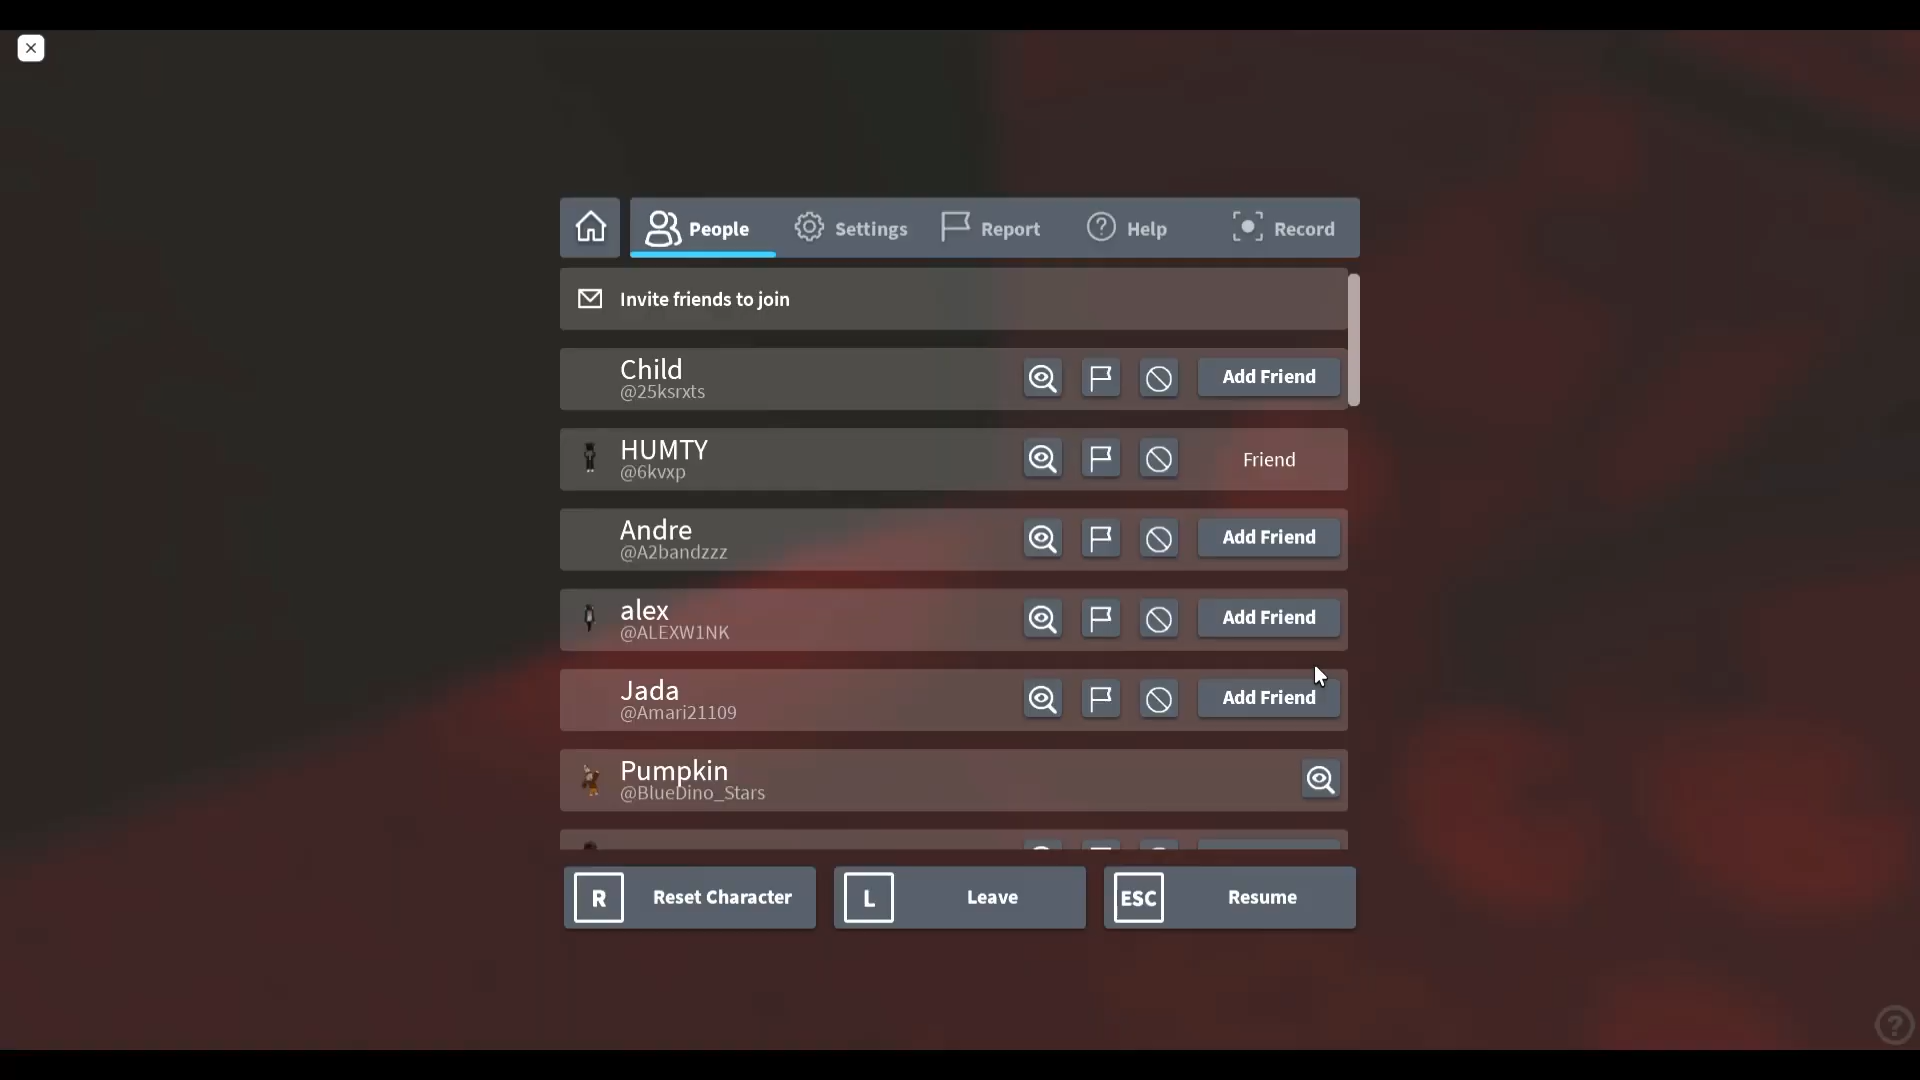 People
Settings
Report
Help
Record
Invite friends to join
Child
@25ksrxts
Add Friend
HUMTY
@6kvxp
Friend
Andre
@A2bandzzz
Add Friend
alex
@ALEXW1NK
Add Friend
Jada
@Amari21109
Add Friend
Pumpkin
@BlueDino_Stars
R
Reset Character
L
Leave
ESC
Resume